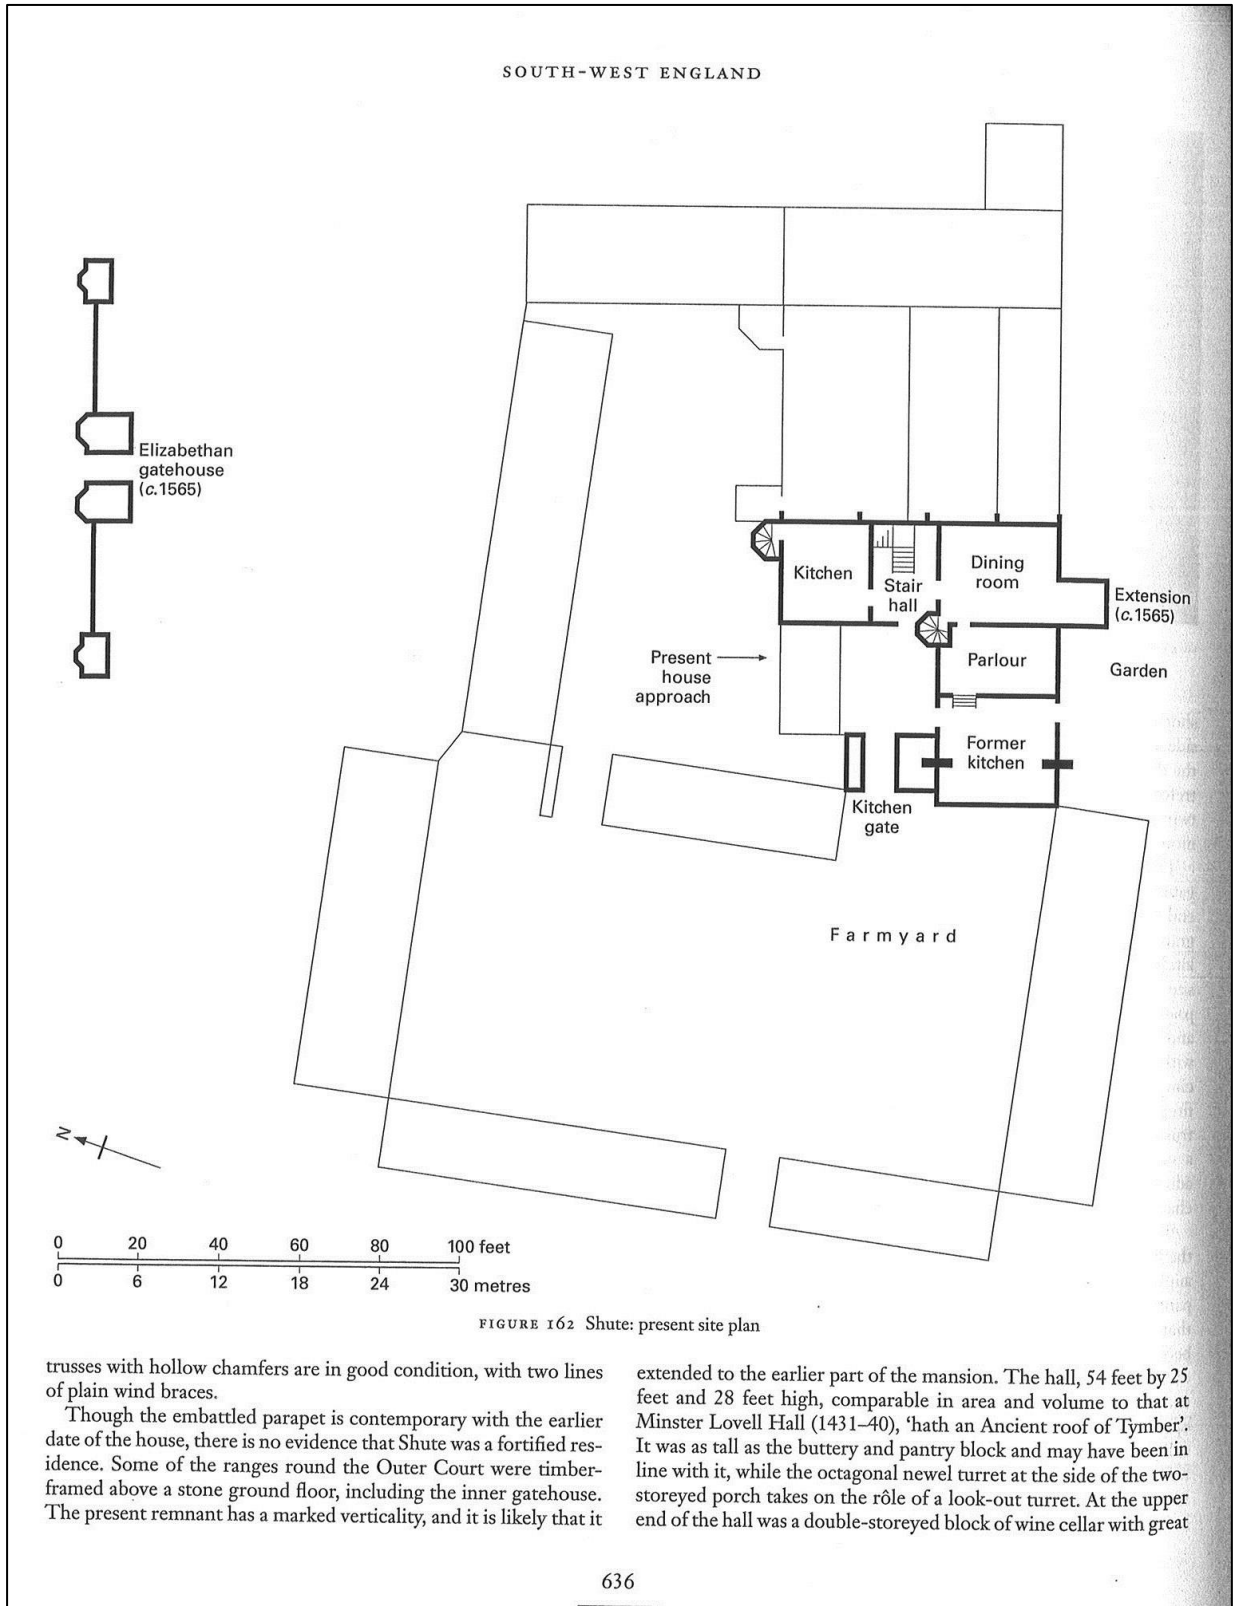 SOUTH-WEST ENGLAND
Elizabethan
gatehouse
(c.1565)
Kitchen
Stair
hall
Dining
room
Extension
(c.1565)
Present
house
approach
Parlour
Garden
Former
kitchen
Kitchen
gate
Farmyard
N
0 20 40 60 80 100 feet
0 6 12 18 24 30 metres
FIGURE 162 Shute: present site plan
trusses with hollow chamfers are in good condition, with two lines
of plain wind braces.
Though the embattled parapet is contemporary with the earlier
date of the house, there is no evidence that Shute was a fortified res-
idence. Some of the ranges round the Outer Court were timber-
framed above a stone ground floor, including the inner gatehouse.
The present remnant has a marked verticality, and it is likely that it
extended to the earlier part of the mansion. The hall, 54 feet by 25
feet and 28 feet high, comparable in area and volume to that at
Minster Lovell Hall (1431–40), ‘hath an Ancient roof of Tymber’.
It was as tall as the buttery and pantry block and may have been in
line with it, while the octagonal newel turret at the side of the two-
storeyed porch takes on the rôle of a look-out turret. At the upper
end of the hall was a double-storeyed block of wine cellar with great
636